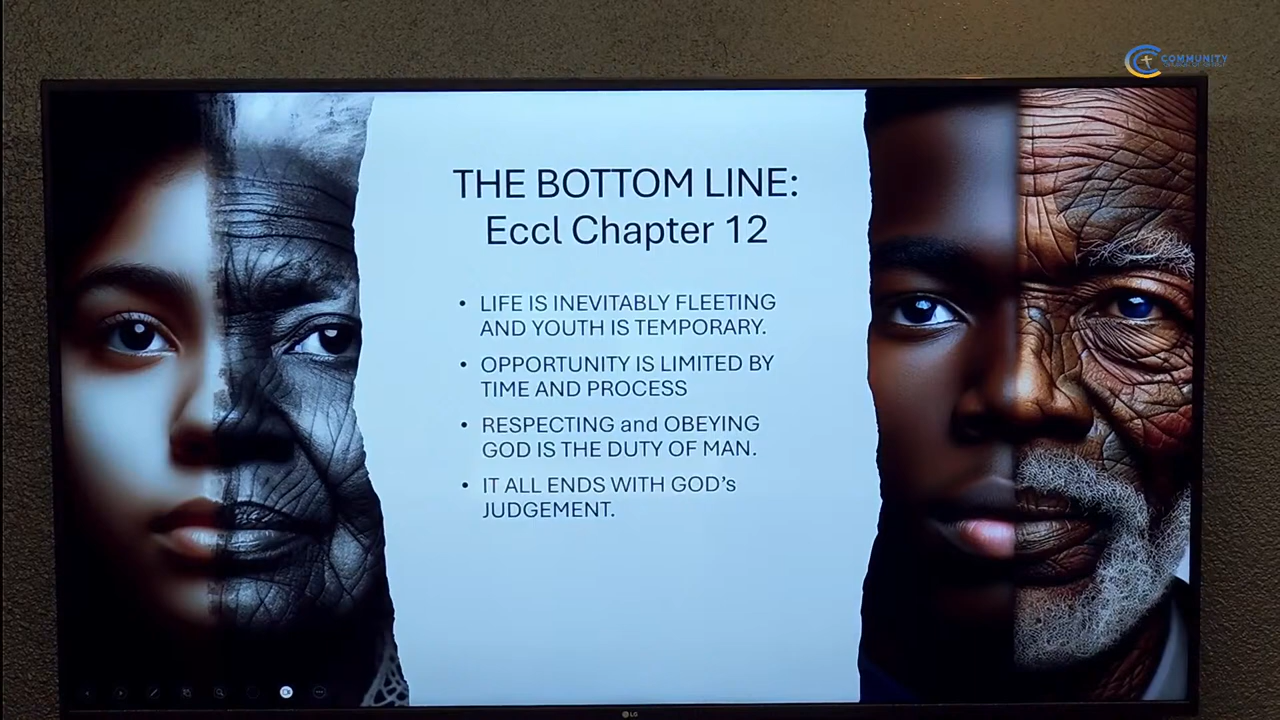 COMMUNITY
THE BOTTOM LINE:
Eccl Chapter 12
• LIFE IS INEVITABLY FLEETING
AND YOUTH IS TEMPORARY.
• OPPORTUNITY IS LIMITED BY
TIME AND PROCESS
• RESPECTING and OBEYING
GOD IS THE DUTY OF MAN.
• IT ALL ENDS WITH GOD's
JUDGEMENT.
LG